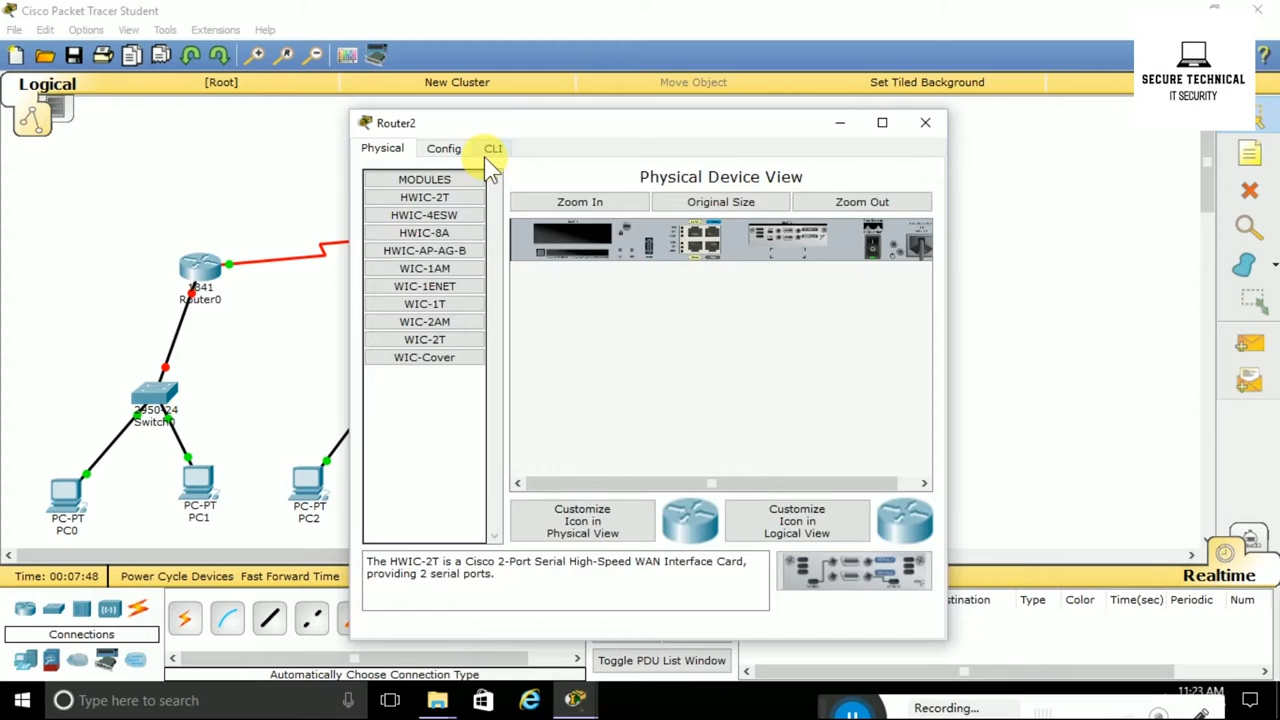 Cisco Packet Tracer Student
File Edit Options View Tools Extensions Help
Logical [Root] New Cluster Move Object Set Tiled Background
SECURE TECHNICAL
IT SECURITY
Router2
Physical Config CLI
MODULES
HWIC-2T
HWIC-4ESW
HWIC-8A
HWIC-AP-AG-B
WIC-1AM
WIC-1ENET
WIC-1T
WIC-2AM
WIC-2T
WIC-Cover
Physical Device View
Zoom In Original Size Zoom Out
Customize
Icon in
Physical View
Customize
Icon in
Logical View
The HWIC-2T is a Cisco 2-Port Serial High-Speed WAN Interface Card,
providing 2 serial ports.
1841
Router0
2950-24
Switch0
PC-PT
PC0
PC-PT
PC1
PC-PT
PC2
Time: 00:07:48 Power Cycle Devices Fast Forward Time
Realtime
Connections
Automatically Choose Connection Type
Toggle PDU List Window
stination Type Color Time(sec) Periodic Num
Type here to search
Recording...
11:23 AM